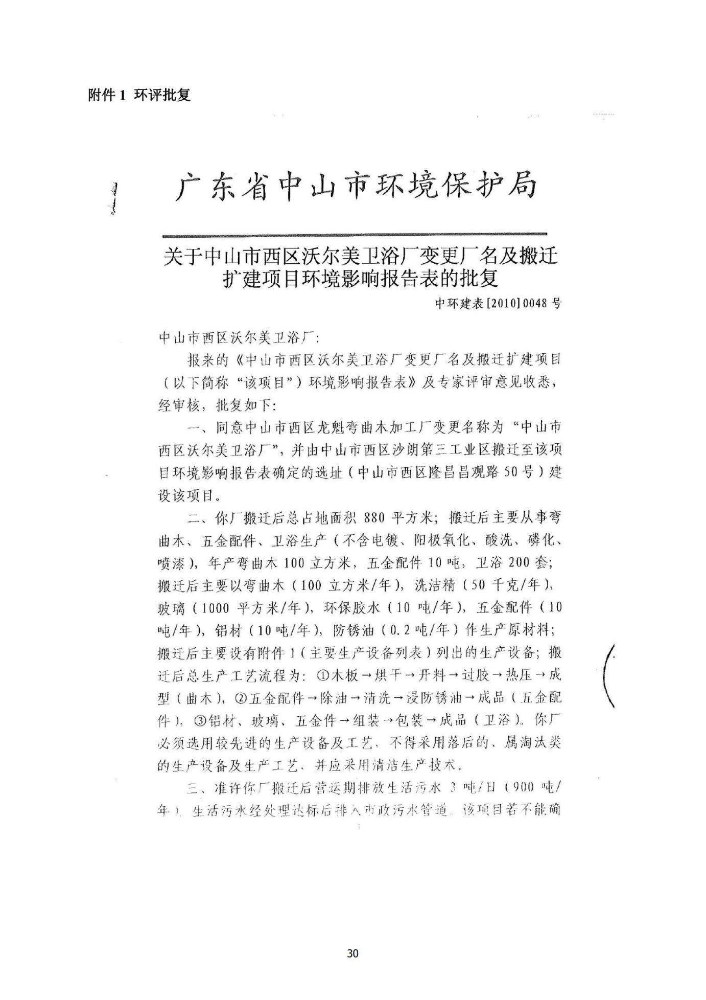 附件 1 环评批复
广东省中山市环境保护局
关于中山市西区沃尔美卫浴厂变更厂名及搬迁
扩建项目环境影响报告表的批复
中环建表[2010]0048 号
中山市西区沃尔美卫浴厂:
报来的《中山市西区沃尔美卫浴厂变更厂名及搬迁扩建项目
(以下简称“该项目”)环境影响报告表》及专家评审意见收悉,
经审核, 批复如下:
一、同意中山市西区龙魁弯曲木加工厂变更名称为“中山市
西区沃尔美卫浴厂”, 并由中山市西区沙朗第三工业区搬迁至该项
目环境影响报告表确定的选址(中山市西区隆昌昌观路 50 号)建
设该项目。
二、你厂搬迁后总占地面积 880 平方米; 搬迁后主要从事弯
曲木、五金配件、卫浴生产(不含电镀、阳极氧化、酸洗、磷化、
喷漆), 年产弯曲木 100 立方米, 五金配件 10 吨, 卫浴 200 套;
搬迁后主要以弯曲木(100 立方米/年), 洗洁精(50 千克/年),
玻璃(1000 平方米/年), 环保胶水(10 吨/年), 五金配件(10
吨/年), 铝材(10 吨/年), 防锈油(0.2 吨/年)作生产原材料;
搬迁后主要设有附件 1(主要生产设备列表)列出的生产设备; 搬
迁后总生产工艺流程为: ①木板→烘干→开料→过胶→热压→成
型(曲木), ②五金配件→除油→清洗→浸防锈油→成品(五金配
件), ③铝材、玻璃、五金件→组装→包装→成品(卫浴)。你厂
必须选用较先进的生产设备及工艺, 不得采用落后的、属淘汰类
的生产设备及生产工艺, 并应采用清洁生产技术。
三、准许你厂搬迁后营运期排放生活污水 3 吨/日(900 吨/
年), 生活污水经处理达标后排入市政污水管道。该项目若不能确
30